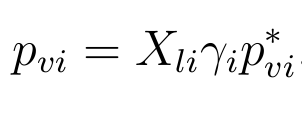 p_{vi} = X_{li} γ_i p^*_{vi}.